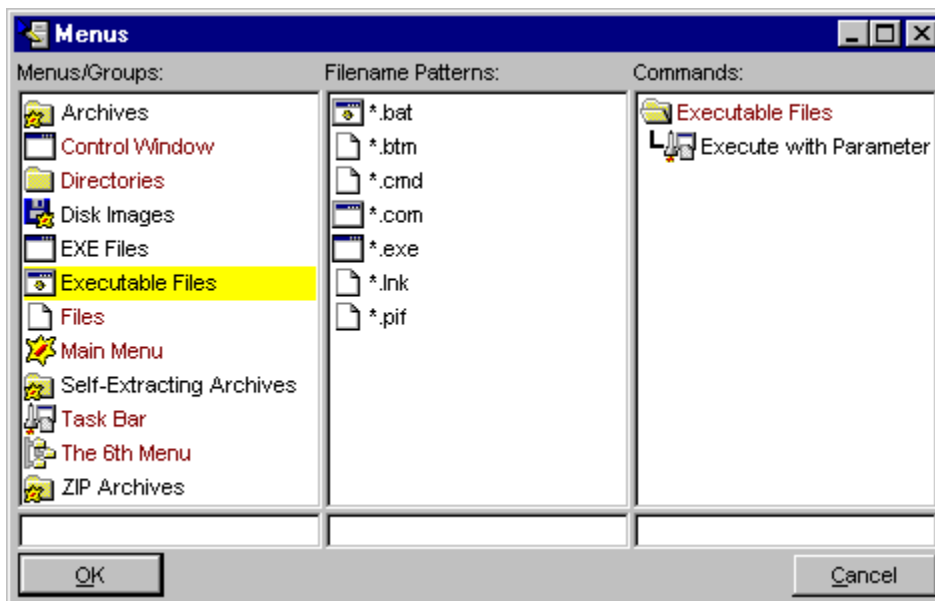 Menus
Menus/Groups:
Archives
Control Window
Directories
Disk Images
EXE Files
Executable Files
Files
Main Menu
Self-Extracting Archives
Task Bar
The 6th Menu
ZIP Archives
Filename Patterns:
*.bat
*.btm
*.cmd
*.com
*.exe
*.lnk
*.pif
Commands:
Executable Files
Execute with Parameter
OK
Cancel